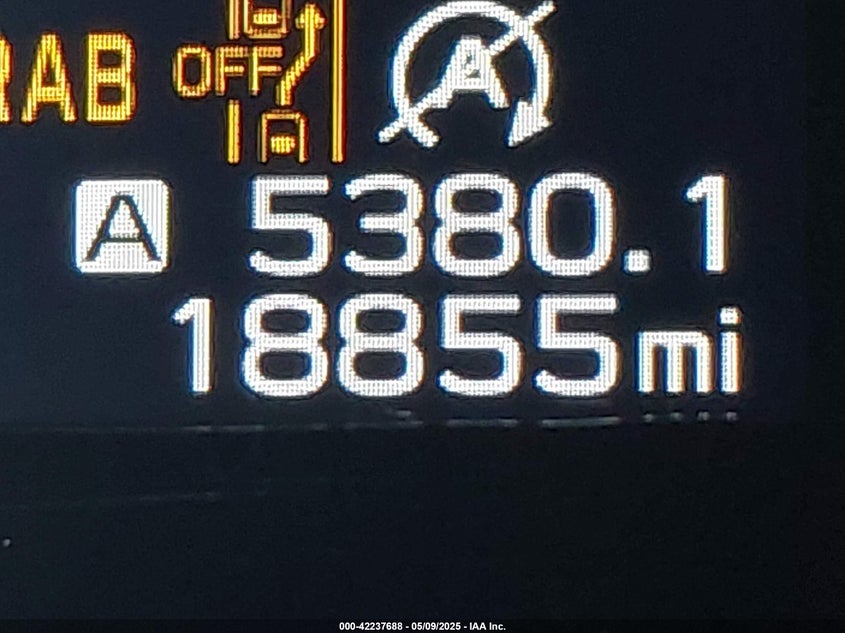 RAB OFF A
A 5380.1
18855mi
000-42237688 - 05/09/2025 - IAA Inc.